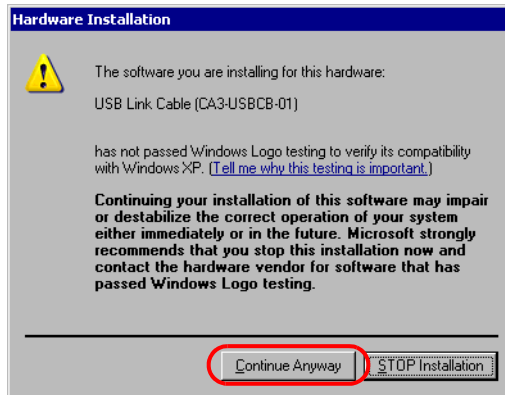 Hardware Installation
The software you are installing for this hardware:
USB Link Cable (CA3-USBCB-01)
has not passed Windows Logo testing to verify its compatibility
with Windows XP. (Tell me why this testing is important.)
Continuing your installation of this software may impair
or destabilize the correct operation of your system
either immediately or in the future. Microsoft strongly
recommends that you stop this installation now and
contact the hardware vendor for software that has
passed Windows Logo testing.
Continue Anyway STOP Installation